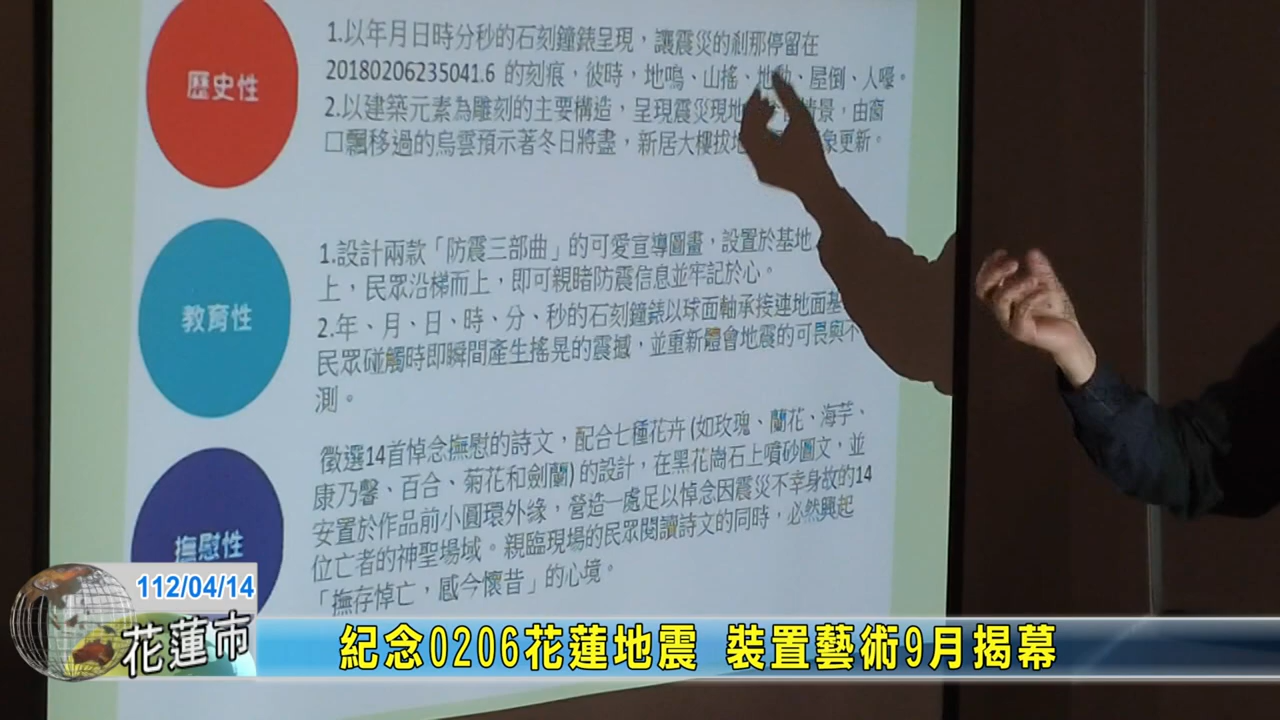 歷史性
1.以年月日時分秒的石刻鐘錶呈現，讓震災的剎那停留在
20180206235041.6 的刻痕，彼時，地鳴、山搖、地動、屋倒、人嚎。
2.以建築元素為雕刻的主要構造，呈現震災現地 情景，由窗
口飄移過的烏雲預示著冬日將盡，新居大樓拔地 象更新。
教育性
1.設計兩款「防震三部曲」的可愛宣導圖畫，設置於基地
上，民眾沿梯而上，即可親睹防震信息並牢記於心。
2.年、月、日、時、分、秒的石刻鐘錶以球面軸承接連地面基
民眾碰觸時即瞬間產生搖晃的震撼，並重新體會地震的可畏與不
測。
撫慰性
徵選14首悼念撫慰的詩文，配合七種花卉 (如玫瑰、蘭花、海芋、
康乃馨、百合、菊花和劍蘭) 的設計，在黑花崗石上噴砂圖文，並
安置於作品前小圓環外緣，營造一處足以悼念因震災不幸身故的14
位亡者的神聖場域。親臨現場的民眾閱讀詩文的同時，必然興起
「撫存悼亡，感今懷昔」的心境。
112/04/14
花蓮市
紀念0206花蓮地震 裝置藝術9月揭幕